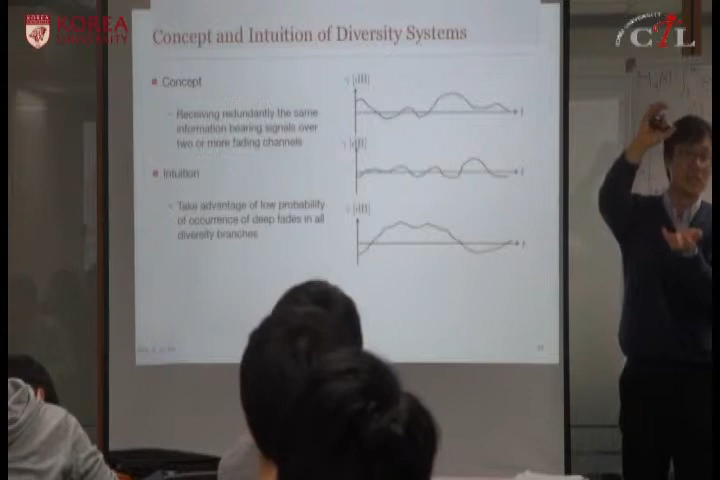 KOREA
UNIVERSITY
Concept and Intuition of Diversity Systems
Concept
Receiving redundantly the same
information bearing signals over
two or more fading channels
Intuition
Take advantage of low probability
of occurrence of deep fades in all
diversity branches
t
t
t